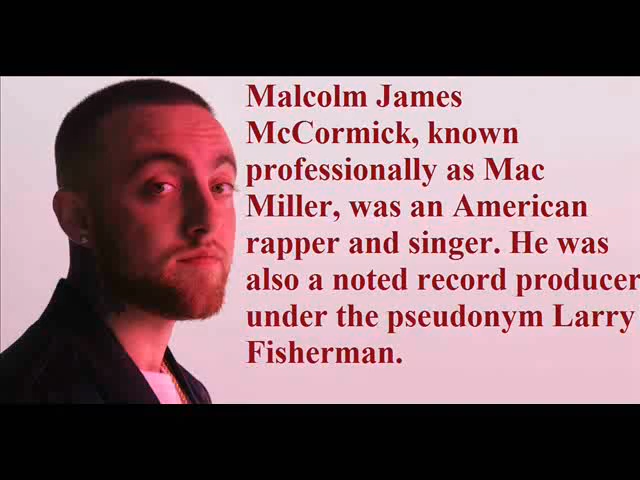 Malcolm James
McCormick, known
professionally as Mac
Miller, was an American
rapper and singer. He was
also a noted record producer
under the pseudonym Larry
Fisherman.